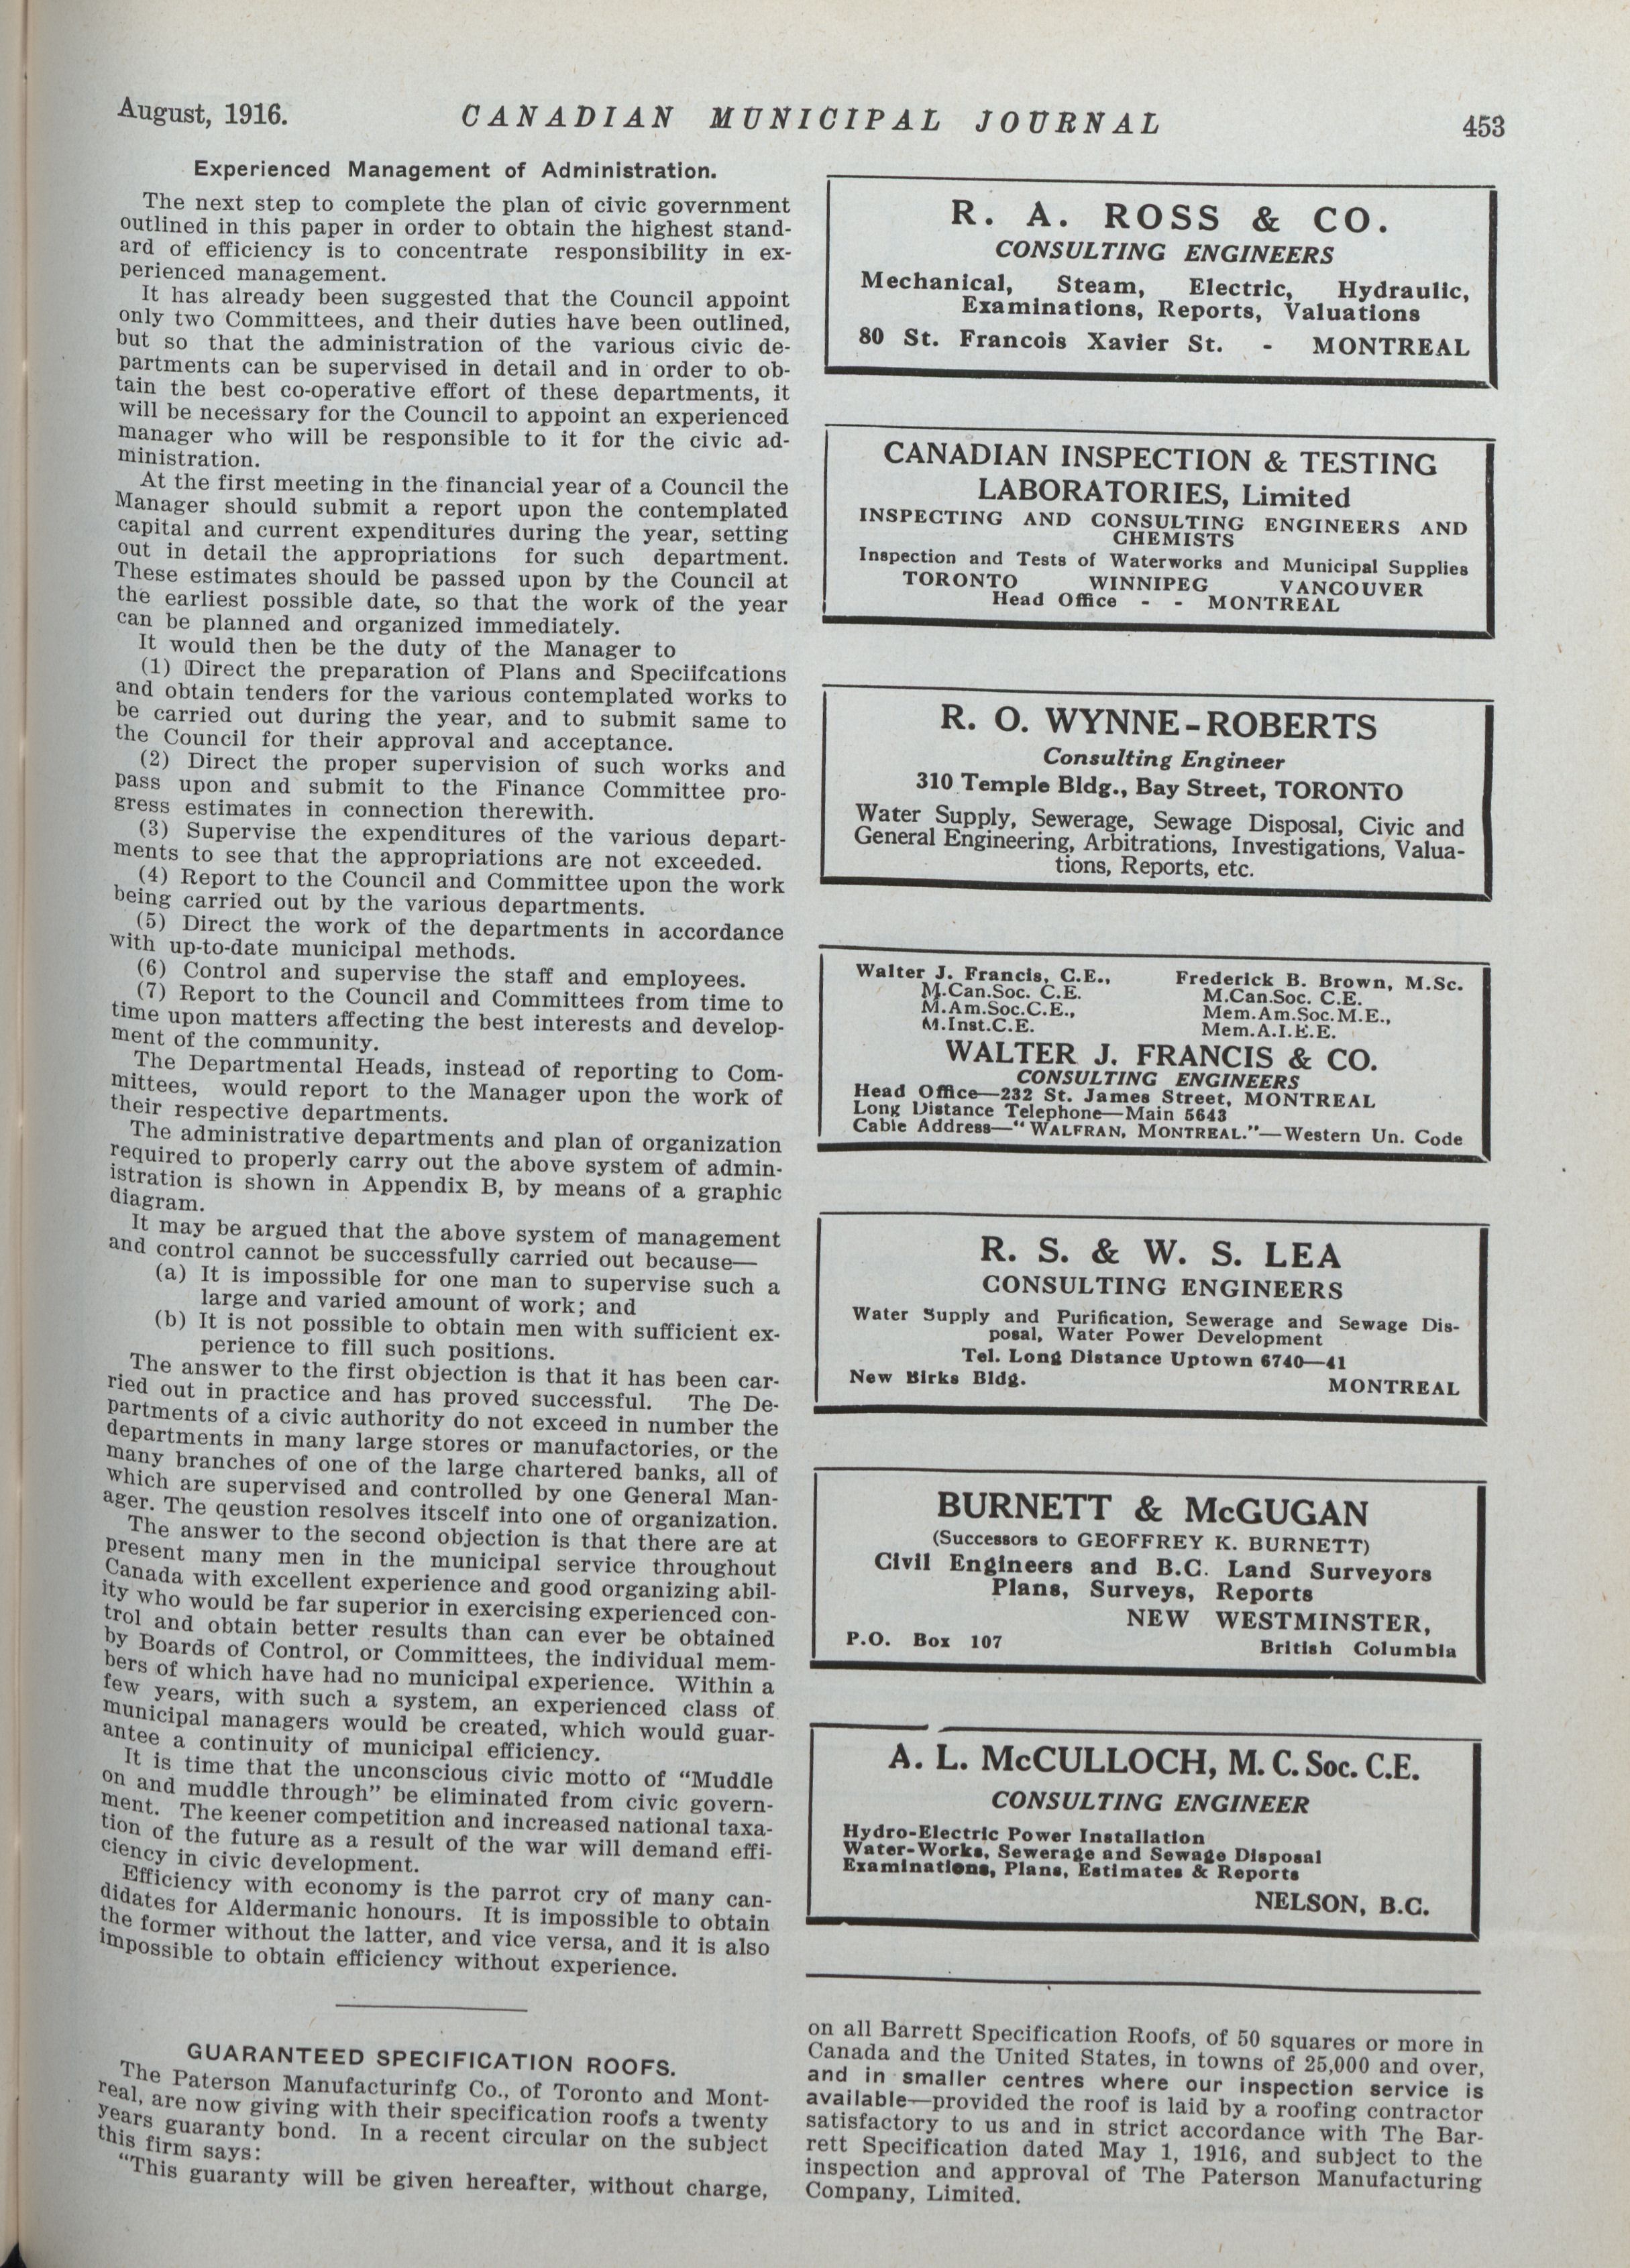 August, 1916.
CANADIAN MUNICIPAL JOURNAL
453
Experienced Management of Administration.
The next step to complete the plan of civic government
outlined in this paper in order to obtain the highest stand-
ard of efficiency is to concentrate responsibility in ex-
perienced management.
It has already been suggested that the Council appoint
only two Committees, and their duties have been outlined,
but so that the administration of the various civic de-
partments can be supervised in detail and in order to ob-
tain the best co-operative effort of these departments, it
will be necessary for the Council to appoint an experienced
manager who will be responsible to it for the civic ad-
ministration.
At the first meeting in the financial year of a Council the
Manager should submit a report upon the contemplated
capital and current expenditures during the year, setting
out in detail the appropriations for such department.
These estimates should be passed upon by the Council at
the earliest possible date, so that the work of the year
can be planned and organized immediately.
It would then be the duty of the Manager to
(1) Direct the preparation of Plans and Speciifcations
and obtain tenders for the various contemplated works to
be carried out during the year, and to submit same to
the Council for their approval and acceptance.
(2) Direct the proper supervision of such works and
pass upon and submit to the Finance Committee pro-
gress estimates in connection therewith.
(3) Supervise the expenditures of the various depart-
ments to see that the appropriations are not exceeded.
(4) Report to the Council and Committee upon the work
being carried out by the various departments.
(5) Direct the work of the departments in accordance
with up-to-date municipal methods.
(6) Control and supervise the staff and employees.
(7) Report to the Council and Committees from time to
time upon matters affecting the best interests and develop-
ment of the community.
The Departmental Heads, instead of reporting to Com-
mittees, would report to the Manager upon the work of
their respective departments.
The administrative departments and plan of organization
required to properly carry out the above system of admin-
istration is shown in Appendix B, by means of a graphic
diagram.
It may be argued that the above system of management
and control cannot be successfully carried out because—
(a) It is impossible for one man to supervise such a
large and varied amount of work; and
(b) It is not possible to obtain men with sufficient ex-
perience to fill such positions.
The answer to the first objection is that it has been car-
ried out in practice and has proved successful. The De-
partments of a civic authority do not exceed in number the
departments in many large stores or manufactories, or the
many branches of one of the large chartered banks, all of
which are supervised and controlled by one General Man-
ager. The qeustion resolves itscelf into one of organization.
The answer to the second objection is that there are at
present many men in the municipal service throughout
Canada with excellent experience and good organizing abil-
ity who would be far superior in exercising experienced con-
trol and obtain better results than can ever be obtained
by Boards of Control, or Committees, the individual mem-
bers of which have had no municipal experience. Within a
few years, with such a system, an experienced class of
municipal managers would be created, which would guar-
antee a continuity of municipal efficiency.
It is time that the unconscious civic motto of “Muddle
on and muddle through” be eliminated from civic govern-
ment. The keener competition and increased national taxa-
tion of the future as a result of the war will demand effi-
ciency in civic development.
Efficiency with economy is the parrot cry of many can-
didates for Aldermanic honours. It is impossible to obtain
the former without the latter, and vice versa, and it is also
impossible to obtain efficiency without experience.
GUARANTEED SPECIFICATION ROOFS.
The Paterson Manufacturinfg Co., of Toronto and Mont-
real, are now giving with their specification roofs a twenty
years guaranty bond. In a recent circular on the subject
this firm says:
“This guaranty will be given hereafter, without charge,
R. A. ROSS & CO.
CONSULTING ENGINEERS
Mechanical, Steam, Electric, Hydraulic,
Examinations, Reports, Valuations
80 St. Francois Xavier St. - MONTREAL
CANADIAN INSPECTION & TESTING
LABORATORIES, Limited
INSPECTING AND CONSULTING ENGINEERS AND
CHEMISTS
Inspection and Tests of Waterworks and Municipal Supplies
TORONTO WINNIPEG VANCOUVER
Head Office - - MONTREAL
R. O. WYNNE-ROBERTS
Consulting Engineer
310 Temple Bldg., Bay Street, TORONTO
Water Supply, Sewerage, Sewage Disposal, Civic and
General Engineering, Arbitrations, Investigations, Valua-
tions, Reports, etc.
Walter J. Francis, C.E., Frederick B. Brown, M.Sc.
M.Can.Soc. C.E. M.Can.Soc. C.E.
M.Am.Soc.C.E., Mem.Am.Soc.M.E.,
M.Inst.C.E. Mem.A.I.E.E.
WALTER J. FRANCIS & CO.
CONSULTING ENGINEERS
Head Office—232 St. James Street, MONTREAL
Long Distance Telephone—Main 5643
Cable Address—“WALFRAN, MONTREAL.”—Western Un. Code
R. S. & W. S. LEA
CONSULTING ENGINEERS
Water Supply and Purification, Sewerage and Sewage Dis-
posal, Water Power Development
Tel. Long Distance Uptown 6740—41
New Birks Bldg. MONTREAL
BURNETT & McGUGAN
(Successors to GEOFFREY K. BURNETT)
Civil Engineers and B.C. Land Surveyors
Plans, Surveys, Reports
NEW WESTMINSTER,
P.O. Box 107 British Columbia
A. L. McCULLOCH, M. C. Soc. C.E.
CONSULTING ENGINEER
Hydro-Electric Power Installation
Water-Works, Sewerage and Sewage Disposal
Examinations, Plans, Estimates & Reports
NELSON, B.C.
on all Barrett Specification Roofs, of 50 squares or more in
Canada and the United States, in towns of 25,000 and over,
and in smaller centres where our inspection service is
available—provided the roof is laid by a roofing contractor
satisfactory to us and in strict accordance with The Bar-
rett Specification dated May 1, 1916, and subject to the
inspection and approval of The Paterson Manufacturing
Company, Limited.